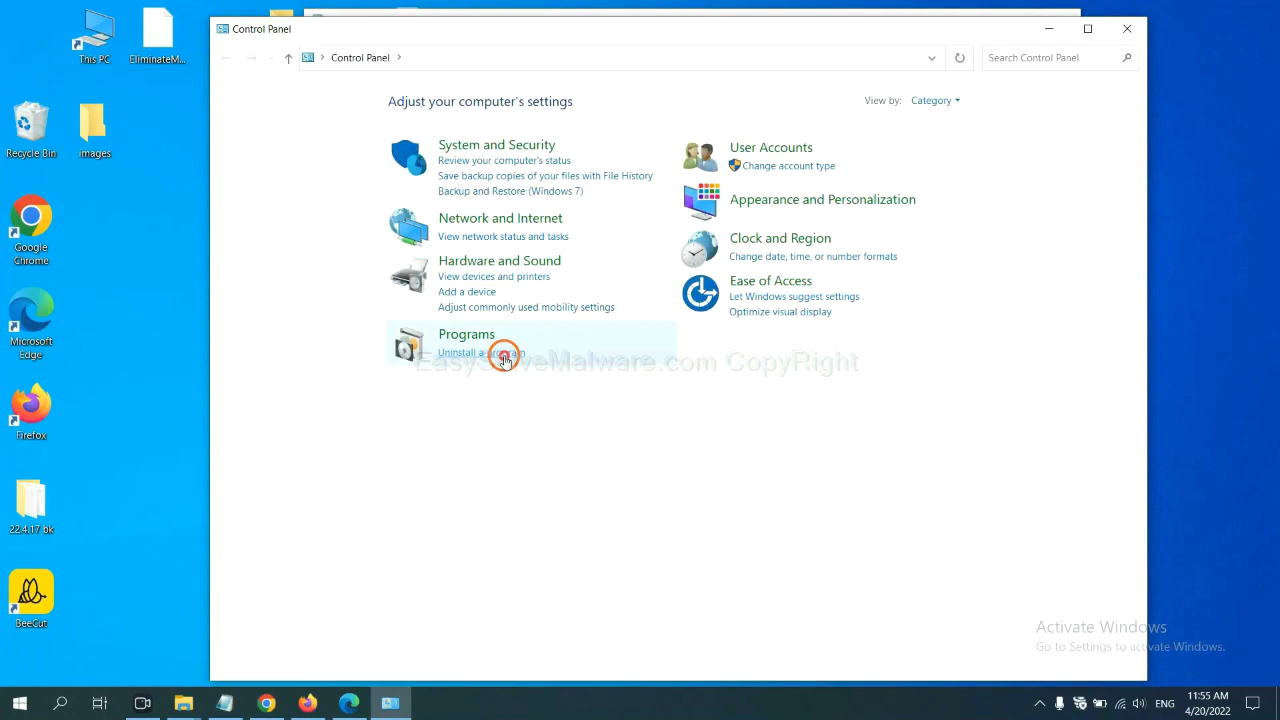 Control Panel
This PC
EliminateM...
Recycle Bin
images
Google
Chrome
Microsoft
Edge
Firefox
22.4.17 bk
BeeCut
Control Panel
Search Control Panel
Adjust your computer's settings
View by: Category
System and Security
Review your computer's status
Save backup copies of your files with File History
Backup and Restore (Windows 7)
Network and Internet
View network status and tasks
Hardware and Sound
View devices and printers
Add a device
Adjust commonly used mobility settings
Programs
Uninstall a program
User Accounts
Change account type
Appearance and Personalization
Clock and Region
Change date, time, or number formats
Ease of Access
Let Windows suggest settings
Optimize visual display
EasySolveMalware.com CopyRight
Activate Windows
Go to Settings to activate Windows.
ENG
11:55 AM
4/20/2022